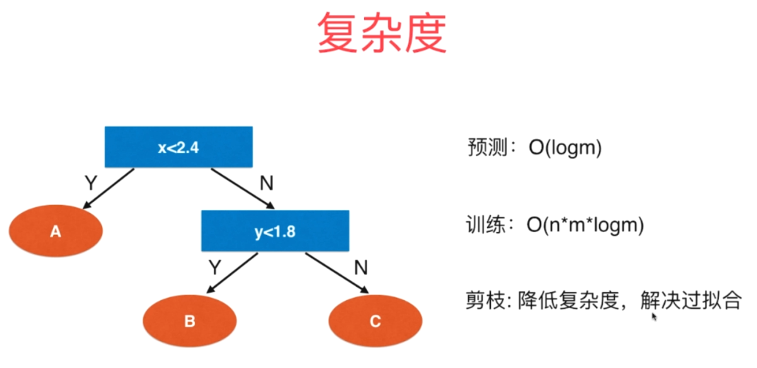 复杂度
x<2.4
Y
N
A
y<1.8
Y
N
B
C
预测：O(logm)
训练：O(n*m*logm)
剪枝: 降低复杂度，解决过拟合